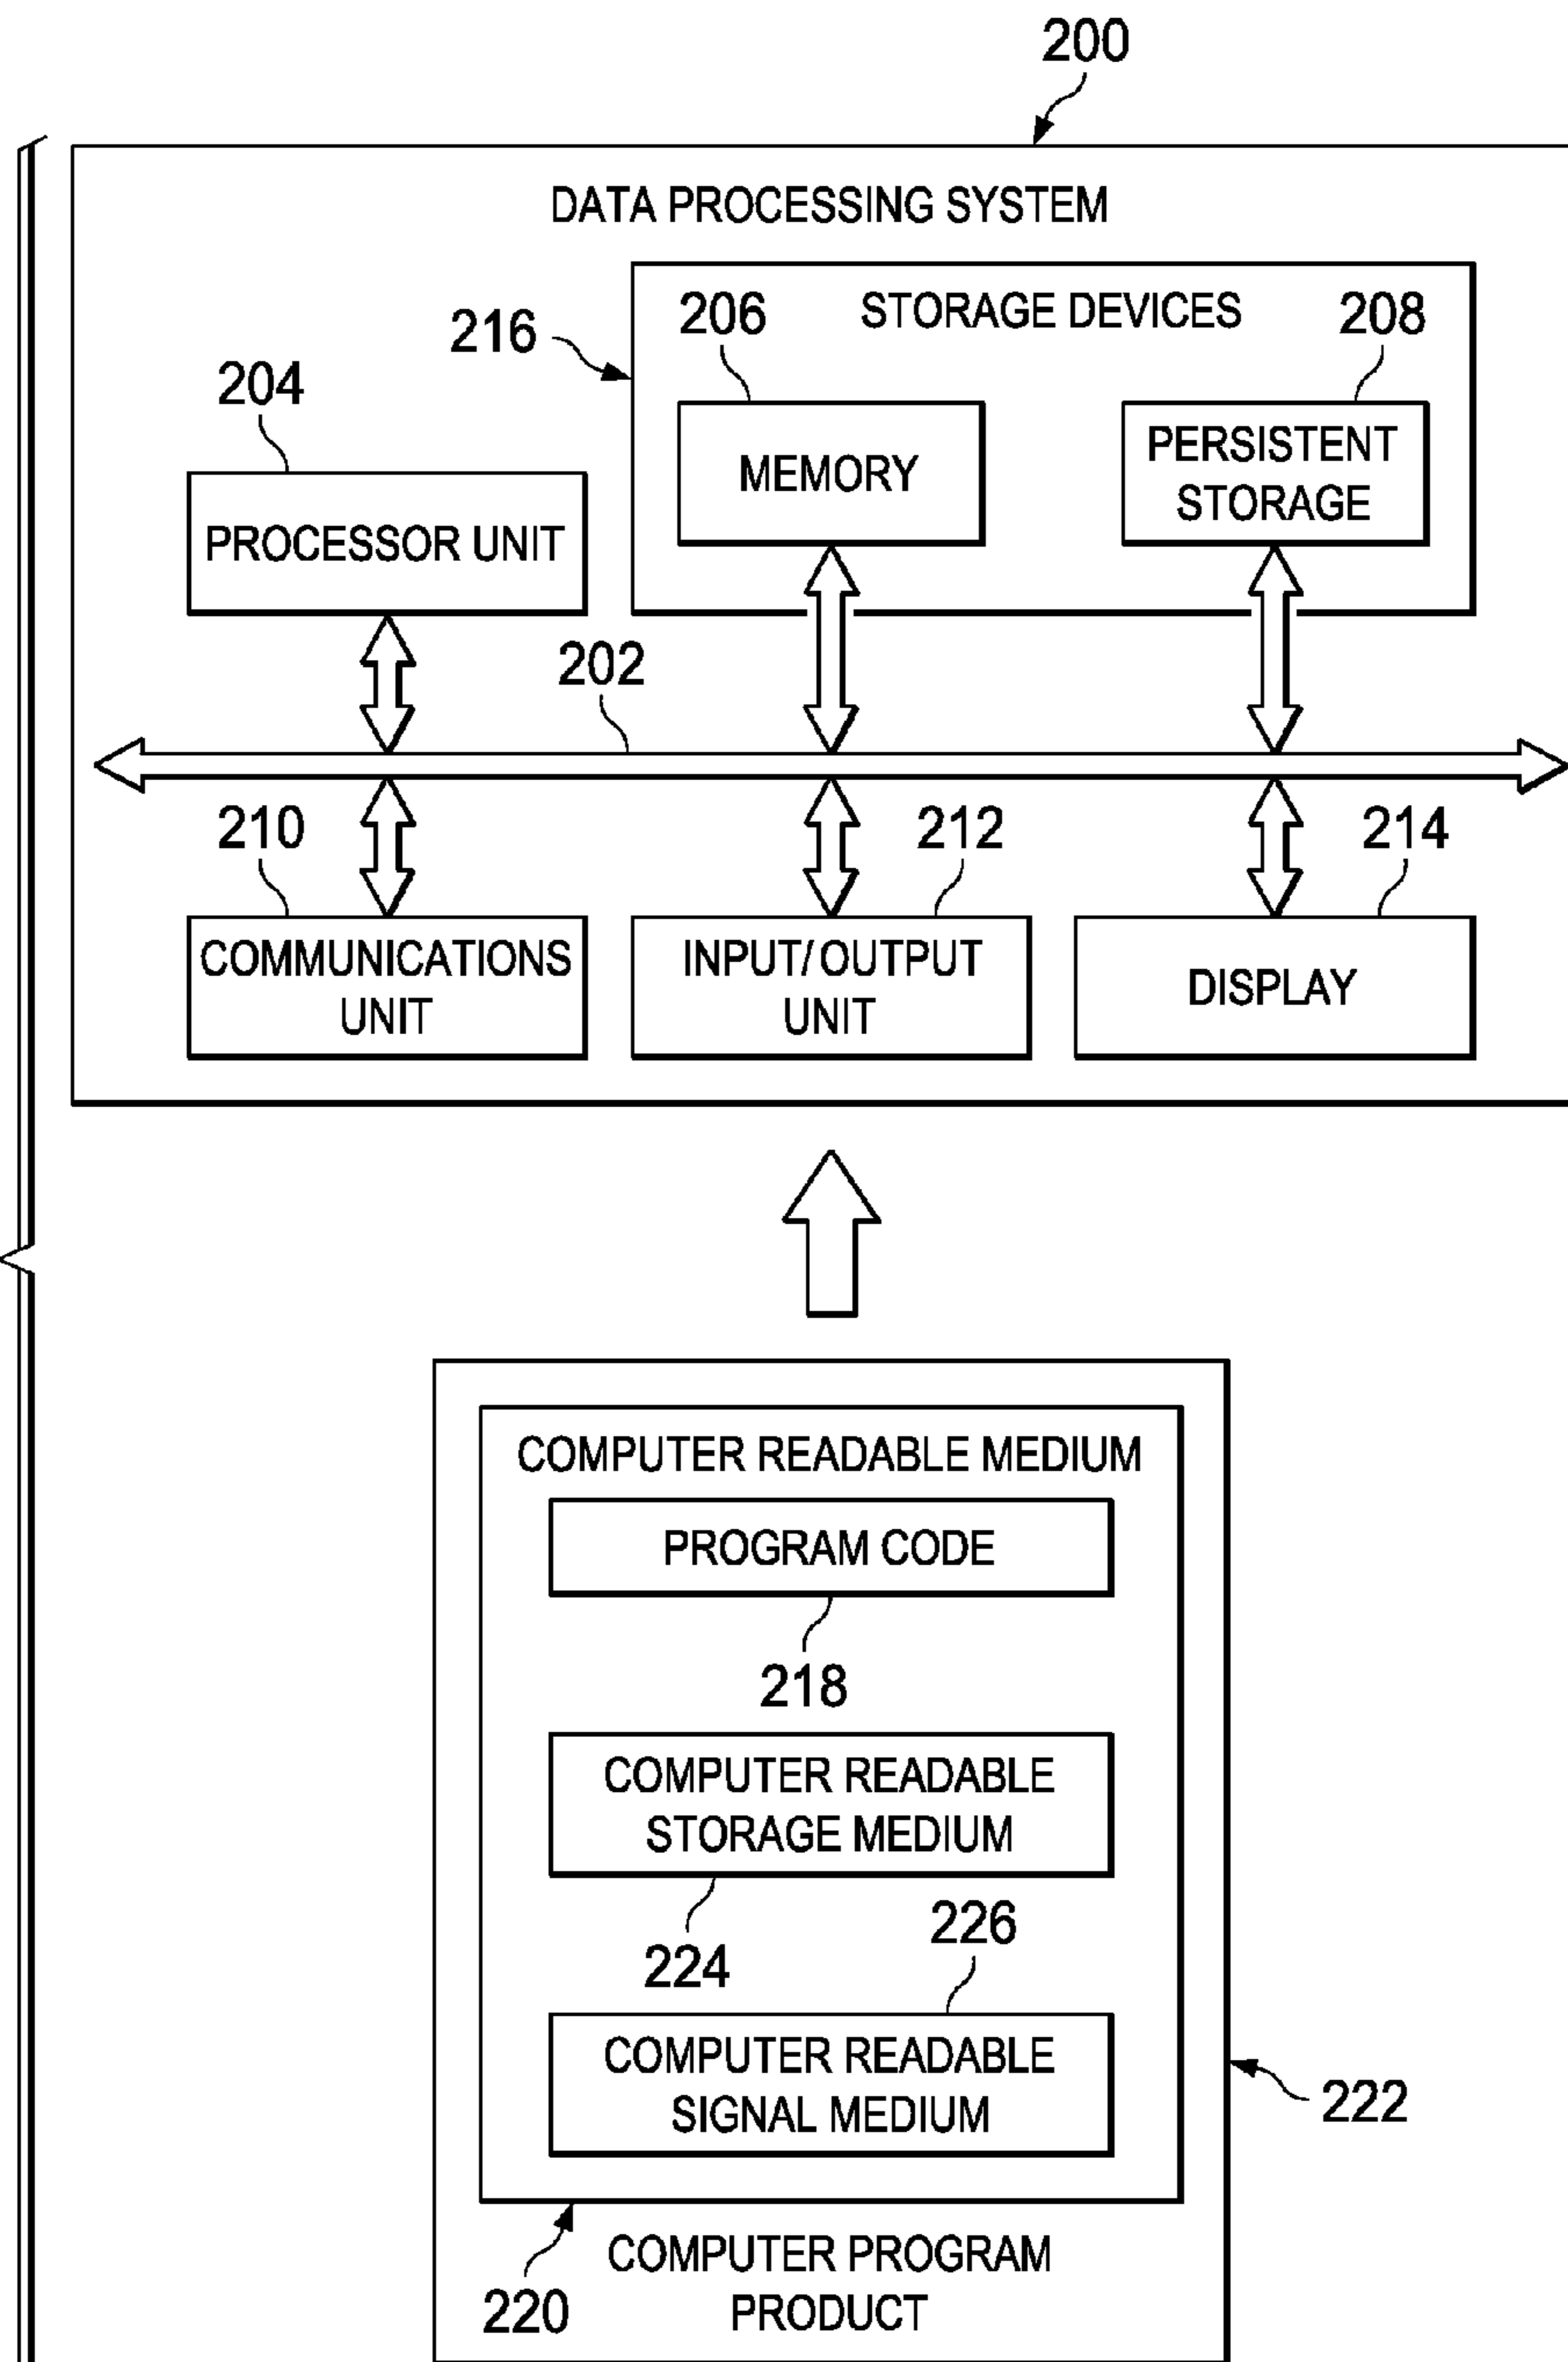 200
DATA PROCESSING SYSTEM
216
206
STORAGE DEVICES
208
204
MEMORY
PERSISTENT
STORAGE
PROCESSOR UNIT
202
210
212
214
COMMUNICATIONS
UNIT
INPUT/OUTPUT
UNIT
DISPLAY
COMPUTER READABLE MEDIUM
PROGRAM CODE
218
COMPUTER READABLE
STORAGE MEDIUM
224
226
COMPUTER READABLE
SIGNAL MEDIUM
222
220
COMPUTER PROGRAM
PRODUCT